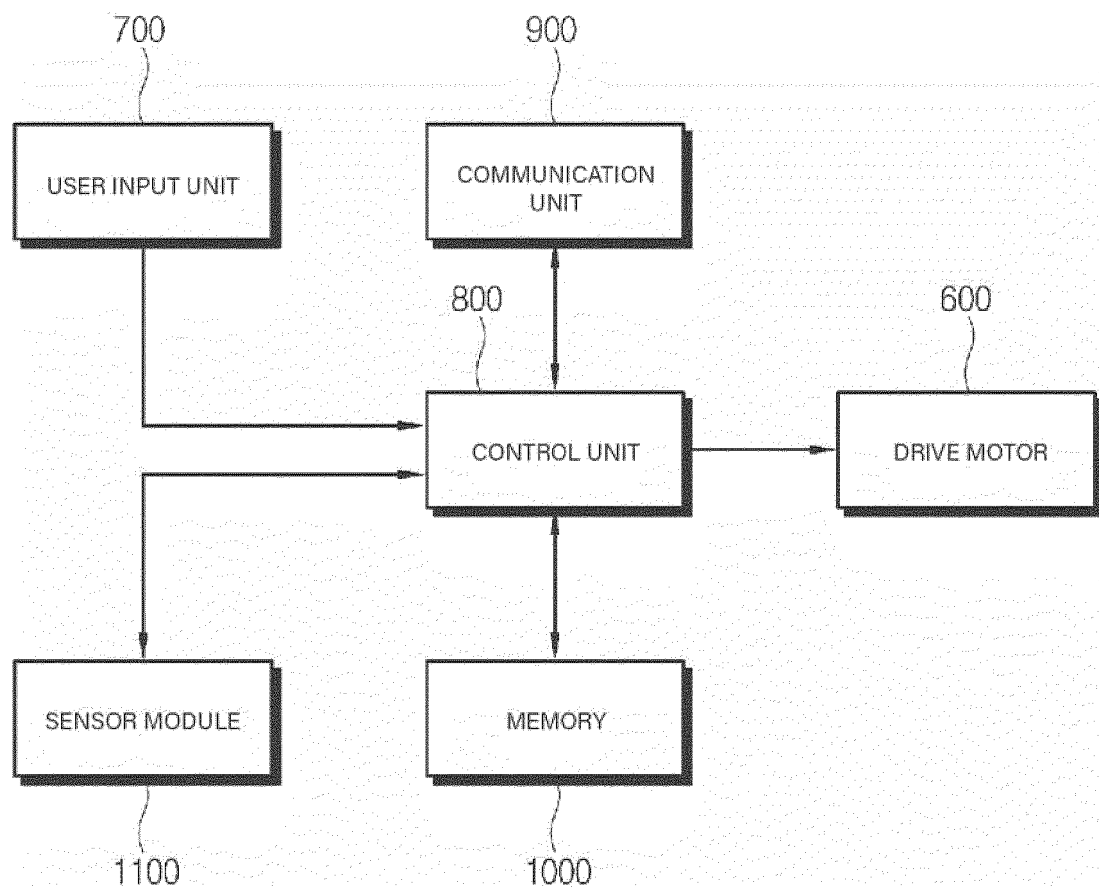 700
900
USER INPUT UNIT
COMMUNICATION
UNIT
800
600
CONTROL UNIT
DRIVE MOTOR
SENSOR MODULE
MEMORY
1100
1000